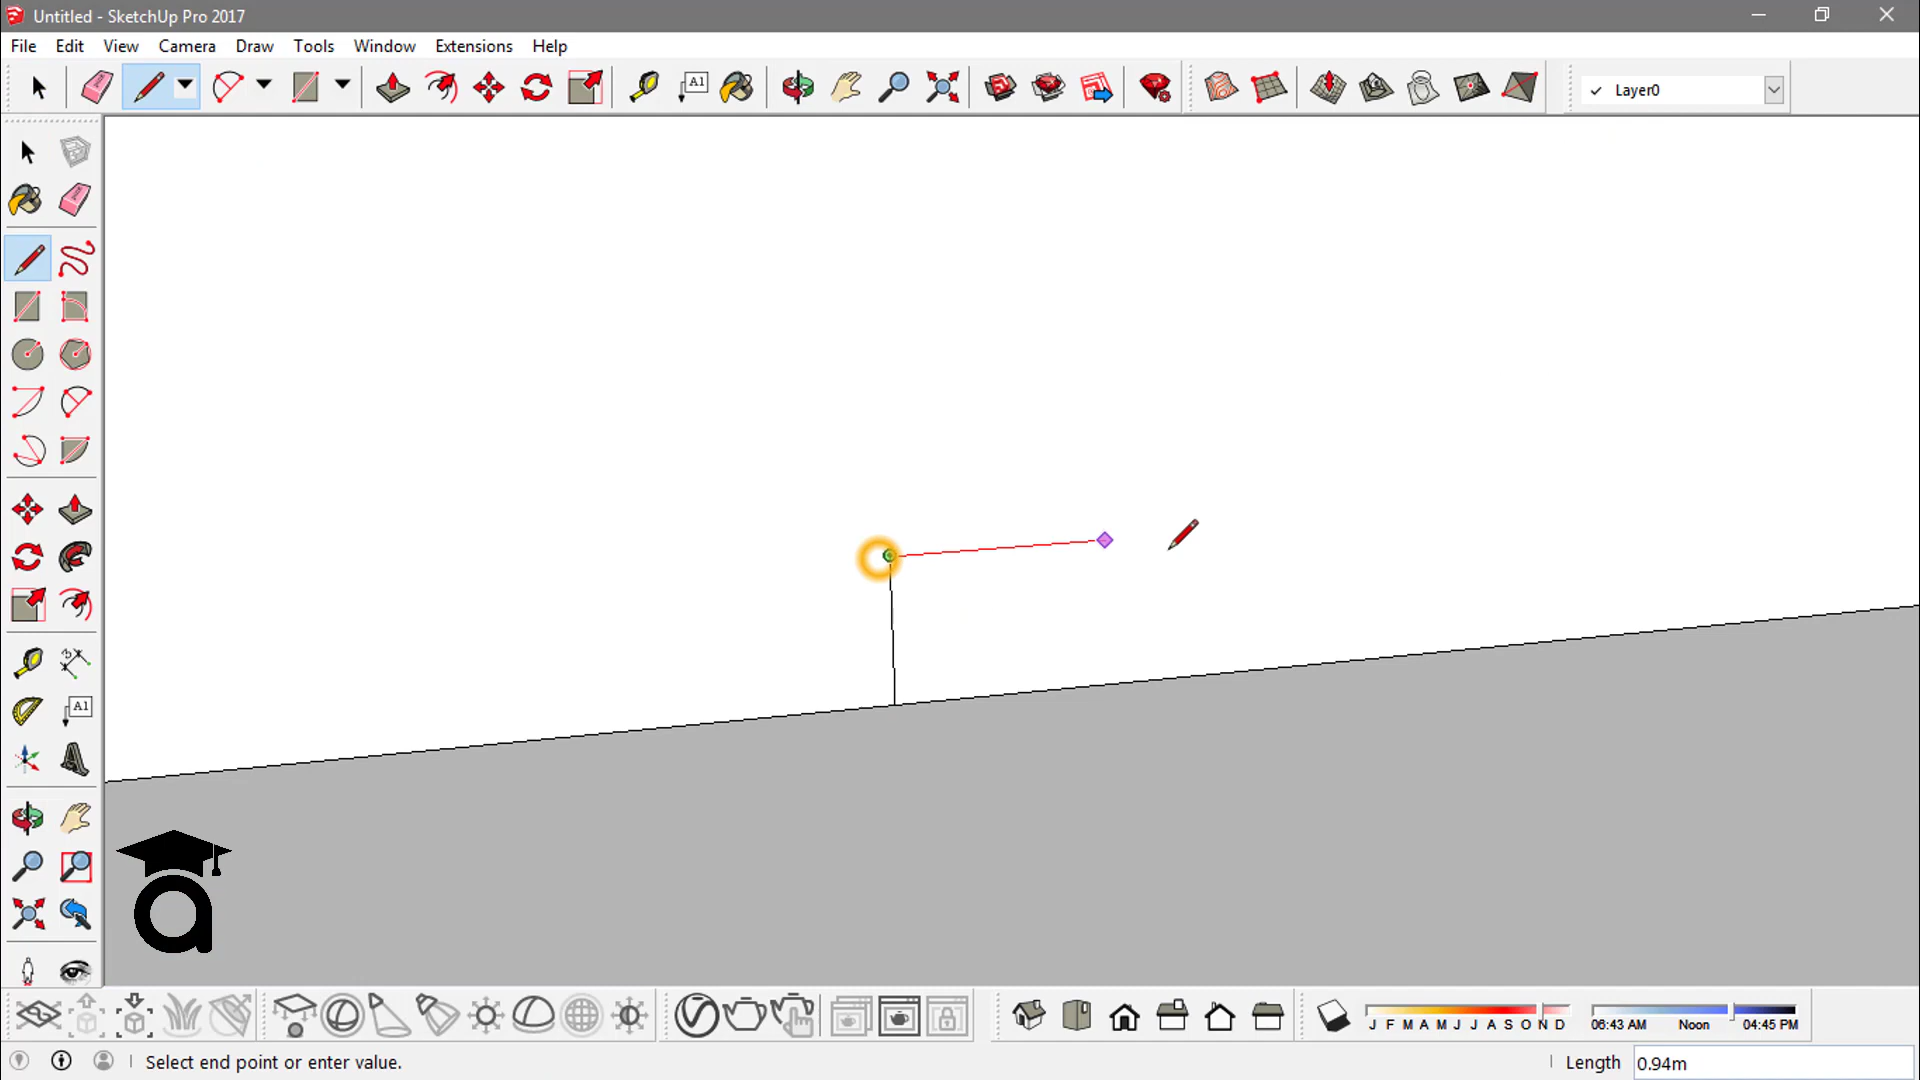 Untitled - SketchUp Pro 2017
File Edit View Camera Draw Tools Window Extensions Help
A1
✓ Layer0
3
A1
A
a
J F M A M J J A S O N D
06:43 AM Noon 04:45 PM
Select end point or enter value.
Length 0.94m